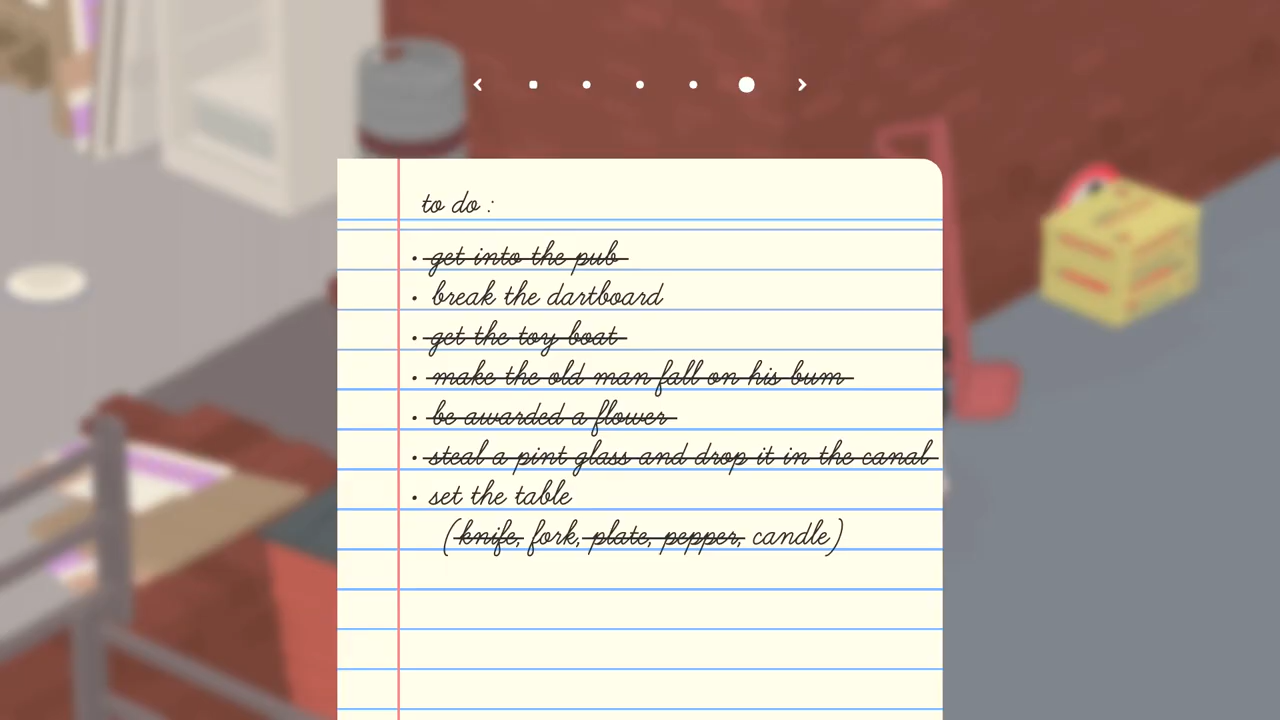 to do :
• get into the pub
• break the dartboard
• get the toy boat
• make the old man fall on his bum
• be awarded a flower
• steal a pint glass and drop it in the canal
• set the table
(knife, fork, plate, pepper, candle)